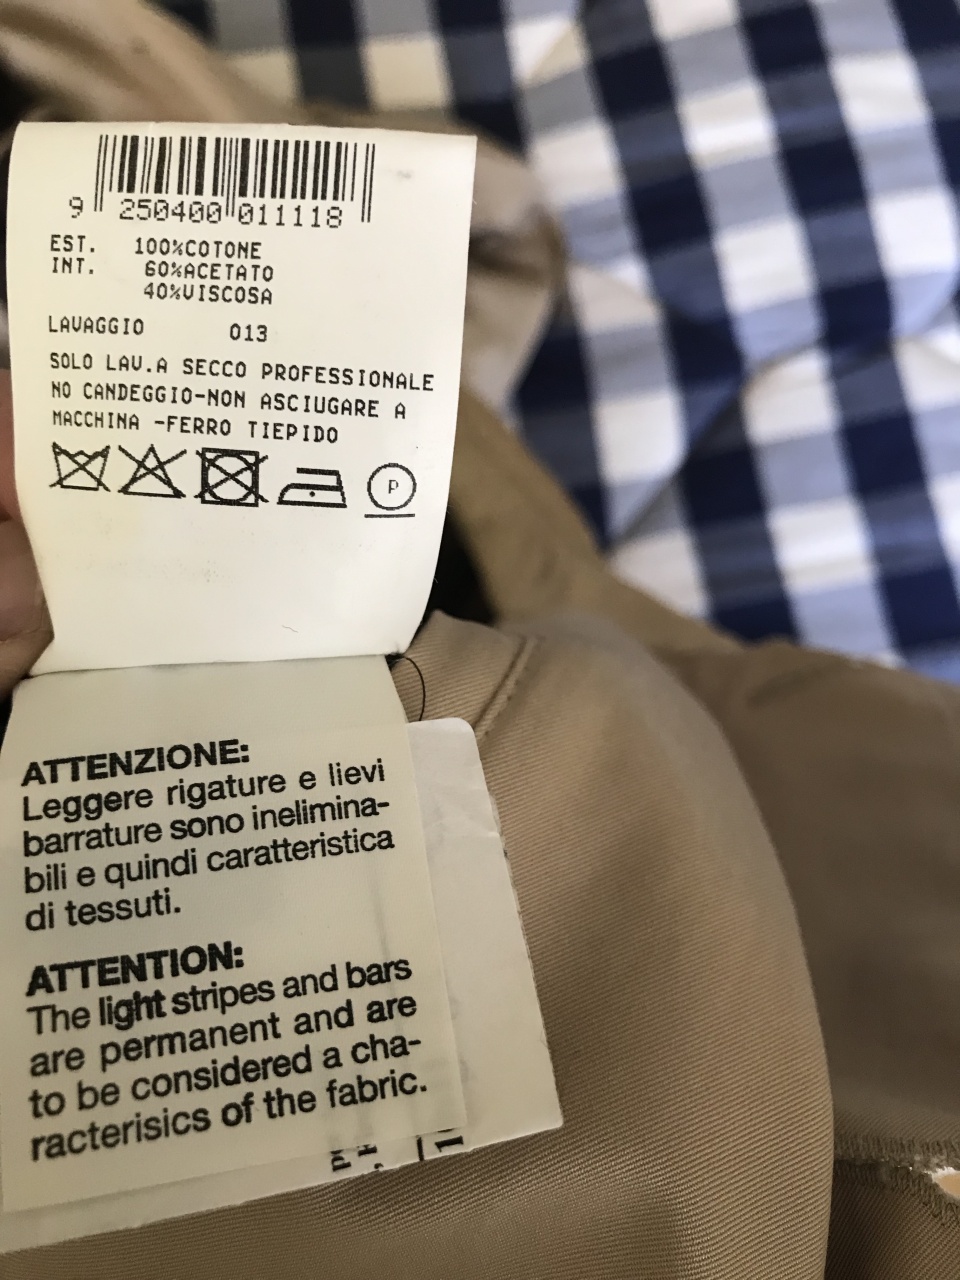 9 250400 011118
EST. 100%COTONE
INT. 60%ACETATO
40%VISCOSA
LAVAGGIO 013
SOLO LAV.A SECCO PROFESSIONALE
NO CANDEGGIO-NON ASCIUGARE A
MACCHINA -FERRO TIEPIDO
P
ATTENZIONE:
Leggere rigature e lievi
barrature sono inelimina-
bili e quindi caratteristica
di tessuti.
ATTENTION:
The light stripes and bars
are permanent and are
to be considered a cha-
racterisics of the fabric.